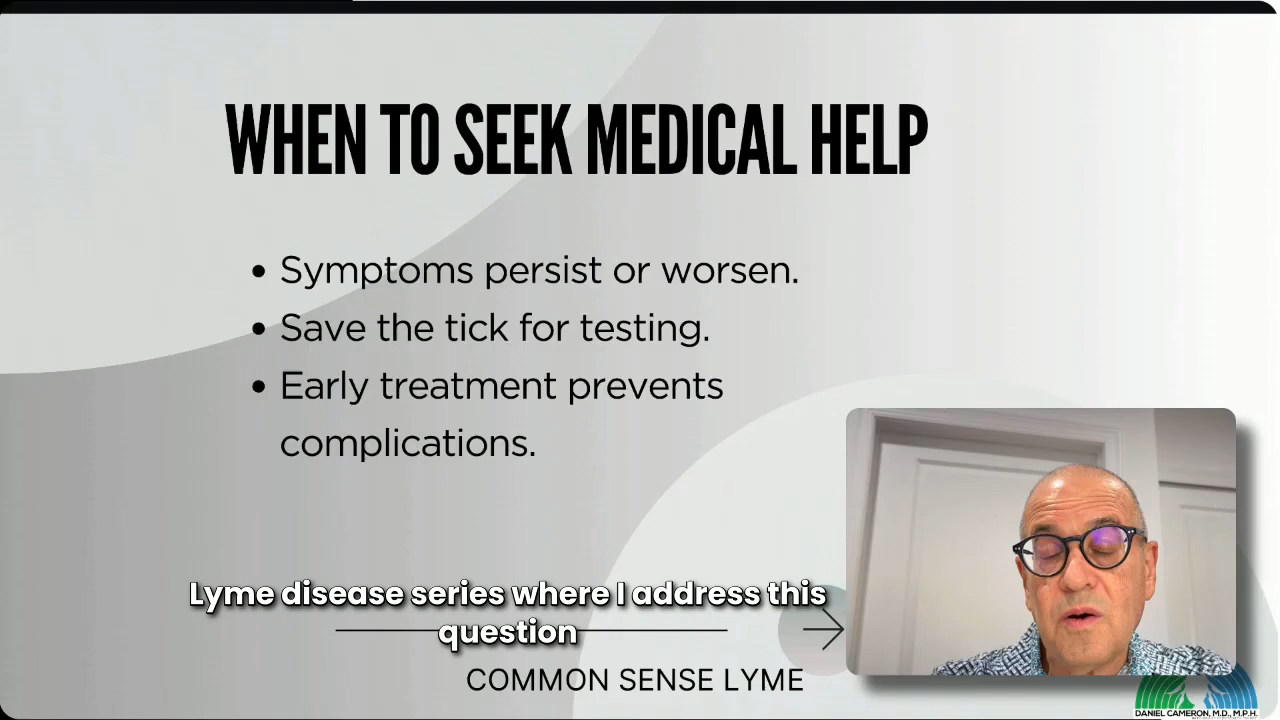 WHEN TO SEEK MEDICAL HELP
• Symptoms persist or worsen.
• Save the tick for testing.
• Early treatment prevents
complications.
Lyme disease series where I address this
question
COMMON SENSE LYME
DANIEL CAMERON, M.D., M.P.H.